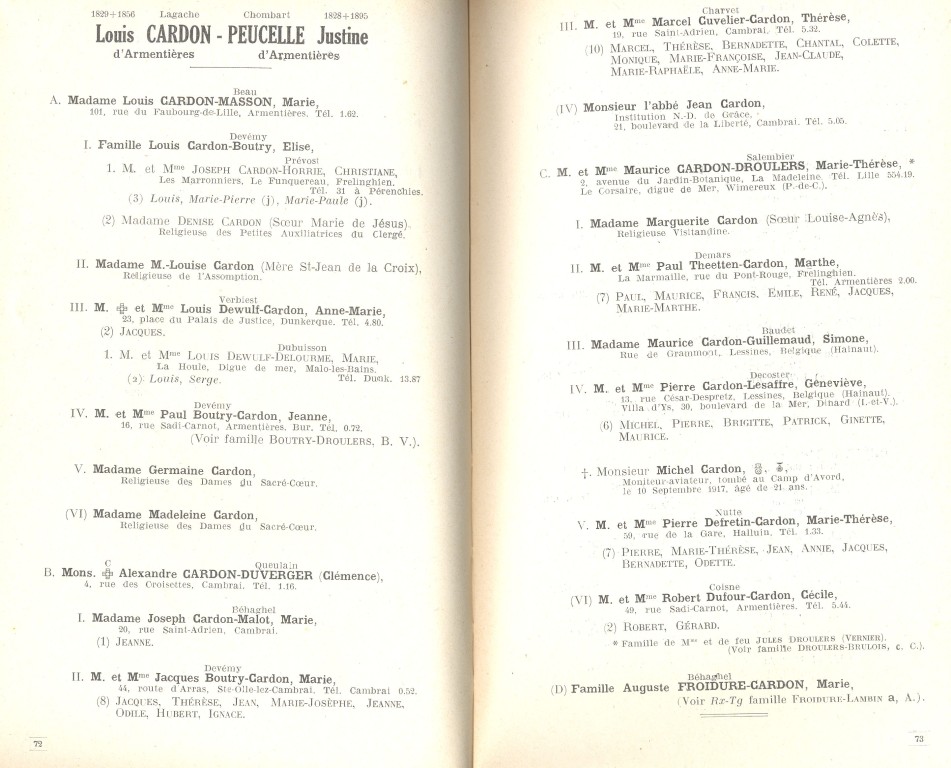 1829+1856 Lagache Chombart 1828+1895
Louis CARDON - PEUCELLE Justine
d'Armentières d'Armentières
Beau
A. Madame Louis CARDON-MASSON, Marie,
101, rue du Faubourg-de-Lille, Armentières. Tél. 1.62.
Devémy
I. Famille Louis Cardon-Boutry, Elise,
Prévost
1. M. et Mme JOSEPH CARDON-HORRIE, CHRISTIANE,
Les Marronniers, Le Funquereau, Frelinghien.
Tél. 31 à Pérenchies.
(3) Louis, Marie-Pierre (j), Marie-Paule (j).
(2) Madame DENISE CARDON (Sœur Marie de Jésus).
Religieuse des Petites Auxiliatrices du Clergé.
II. Madame M.-Louise Cardon (Mère St-Jean de la Croix),
Religieuse de l'Assomption.
Verbiest
III. M. ✠ et Mme Louis Dewulf-Cardon, Anne-Marie,
23, place du Palais de Justice, Dunkerque. Tél. 4.80.
(2) JACQUES.
Dubuisson
1. M. et Mme LOUIS DEWULF-DELOURME, MARIE,
La Houle, Digue de mer, Malo-les-Bains.
(2) Louis, Serge. Tél. Dunk. 13.87
Devémy
IV. M. et Mme Paul Boutry-Cardon, Jeanne,
16, rue Sadi-Carnot, Armentières. Bur. Tél. 0.72.
(Voir famille BOUTRY-DROULERS, B. V.).
V. Madame Germaine Cardon,
Religieuse des Dames du Sacré-Cœur.
(VI) Madame Madeleine Cardon,
Religieuse des Dames du Sacré-Cœur.
C Queulain
B. Mons. ✠ Alexandre CARDON-DUVERGER (Clémence),
4, rue des Croisettes, Cambrai. Tél. 1.16.
Béhaghel
I. Madame Joseph Cardon-Malot, Marie,
20, rue Saint-Adrien, Cambrai.
(1) JEANNE.
Devémy
II. M. et Mme Jacques Boutry-Cardon, Marie,
44, route d'Arras, Ste-Olle-lez-Cambrai. Tél. Cambrai 0.52.
(8) JACQUES, THÉRÈSE, JEAN, MARIE-JOSÈPHE, JEANNE,
ODILE, HUBERT, IGNACE.
72
Charvet
III. M. et Mme Marcel Cuvelier-Cardon, Thérèse,
19, rue Saint-Adrien, Cambrai. Tél. 5.32.
(10) MARCEL, THÉRÈSE, BERNADETTE, CHANTAL, COLETTE,
MONIQUE, MARIE-FRANÇOISE, JEAN-CLAUDE,
MARIE-RAPHAËLE, ANNE-MARIE.
(IV) Monsieur l'abbé Jean Cardon,
Institution N.-D. de Grâce,
21, boulevard de la Liberté, Cambrai. Tél. 5.05.
Salembier
C. M. et Mme Maurice CARDON-DROULERS, Marie-Thérèse, *
2, avenue du Jardin-Botanique, La Madeleine. Tél. Lille 554.19.
Le Corsaire, digue de Mer, Wimereux (P.-de-C.).
I. Madame Marguerite Cardon (Sœur Louise-Agnès),
Religieuse Visitandine.
Demars
II. M. et Mme Paul Theetten-Cardon, Marthe,
La Marmaille, rue du Pont-Rouge, Frelinghien.
Tél. Armentières 2.00.
(7) PAUL, MAURICE, FRANCIS, EMILE, RENÉ, JACQUES,
MARIE-MARTHE.
Baudet
III. Madame Maurice Cardon-Guillemaud, Simone,
Rue de Grammont, Lessines, Belgique (Hainaut).
Decoster
IV. M. et Mme Pierre Cardon-Lesaffre, Geneviève,
13, rue César-Despretz, Lessines, Belgique (Hainaut).
Villa d'Ys, 30, boulevard de la Mer, Dinard (I.-et-V.).
(6) MICHEL, PIERRE, BRIGITTE, PATRICK, GINETTE,
MAURICE.
†. Monsieur Michel Cardon,
Moniteur-aviateur, tombé au Camp d'Avord,
le 10 Septembre 1917, âgé de 21 ans.
Nutte
V. M. et Mme Pierre Defretin-Cardon, Marie-Thérèse,
59, rue de la Gare, Halluin. Tél. 1.33.
(7) PIERRE, MARIE-THÉRÈSE, JEAN, ANNIE, JACQUES,
BERNADETTE, ODETTE.
Coisne
(VI) M. et Mme Robert Dufour-Cardon, Cécile,
49, rue Sadi-Carnot, Armentières. Tél. 5.44.
(2) ROBERT, GÉRARD.
* Famille de Mme et de feu JULES DROULERS (VERNIER).
(Voir famille DROULERS-BRULOIS, c. C.).
Béhaghel
(D) Famille Auguste FROIDURE-CARDON, Marie,
(Voir Rx-Tg famille FROIDURE-LAMBIN a, A.).
73